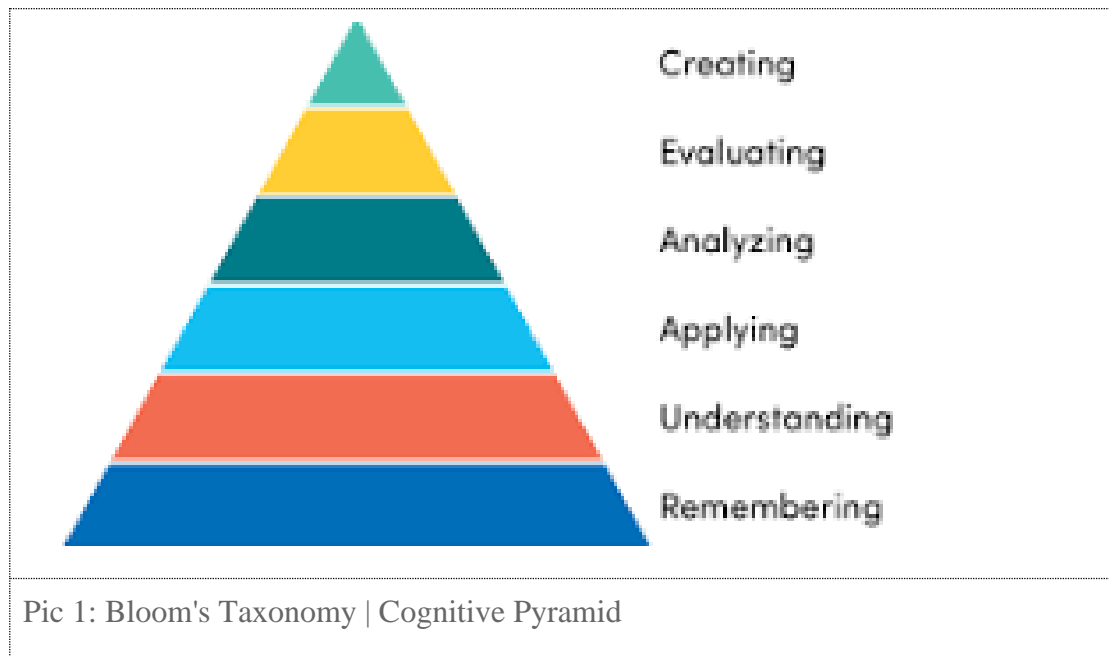 Creating
Evaluating
Analyzing
Applying
Understanding
Remembering
Pic 1: Bloom's Taxonomy | Cognitive Pyramid